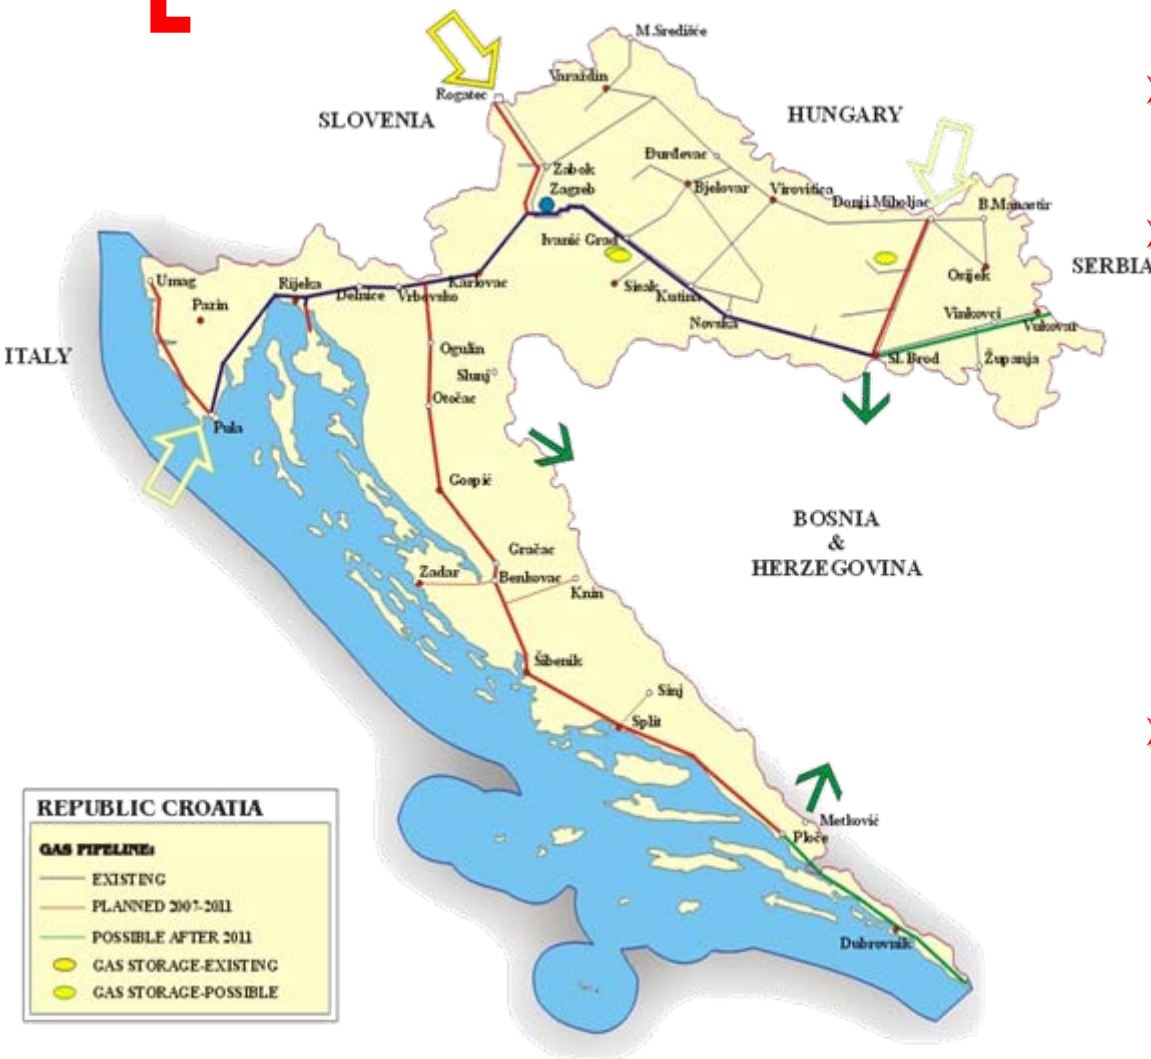 M.Središće
Varaždin
Rogatec
SLOVENIA
HUNGARY
Đurđevac
Zabok
Zagreb
Bjelovar
Virovitica
Donji Miholjac
B.Manastir
Ivanić Grad
Osijek
SERBIA
Umag
Rijeka
Delnice
Vrbovsko
Karlovac
Sisak
Kutina
Parin
Novska
Vinkovci
Vukovar
ITALY
Ogulin
Slunj
Sl. Brod
Županja
Otočac
Pula
Gospić
BOSNIA
&
HERZEGOVINA
Gračac
Zadar
Benkovac
Knin
Šibenik
Sinj
Split
REPUBLIC CROATIA
GAS PIPELINE:
EXISTING
PLANNED 2007-2011
POSSIBLE AFTER 2011
GAS STORAGE-EXISTING
GAS STORAGE-POSSIBLE
Metković
Ploče
Dubrovnik